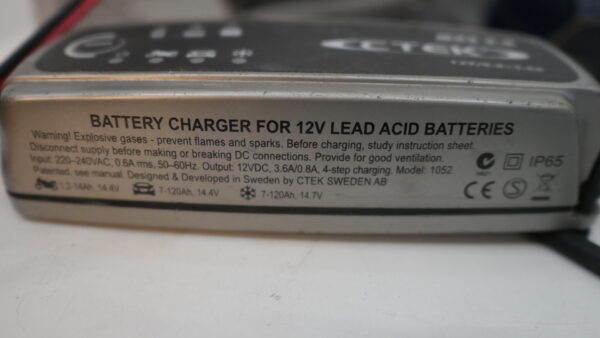 CTEK
BATTERY CHARGER FOR 12V LEAD ACID BATTERIES
Warning! Explosive gases - prevent flames and sparks. Before charging, study instruction sheet.
Disconnect supply before making or breaking DC connections. Provide for good ventilation.
Input: 220–240VAC, 0.6A rms, 50–60Hz. Output: 12VDC, 3.6A/0.8A, 4-step charging. Model: 1052.
Patented, see manual. Designed & Developed in Sweden by CTEK SWEDEN AB
1.2-14Ah, 14.4V 7-120Ah, 14.4V 7-120Ah, 14.7V
IP65
CE S